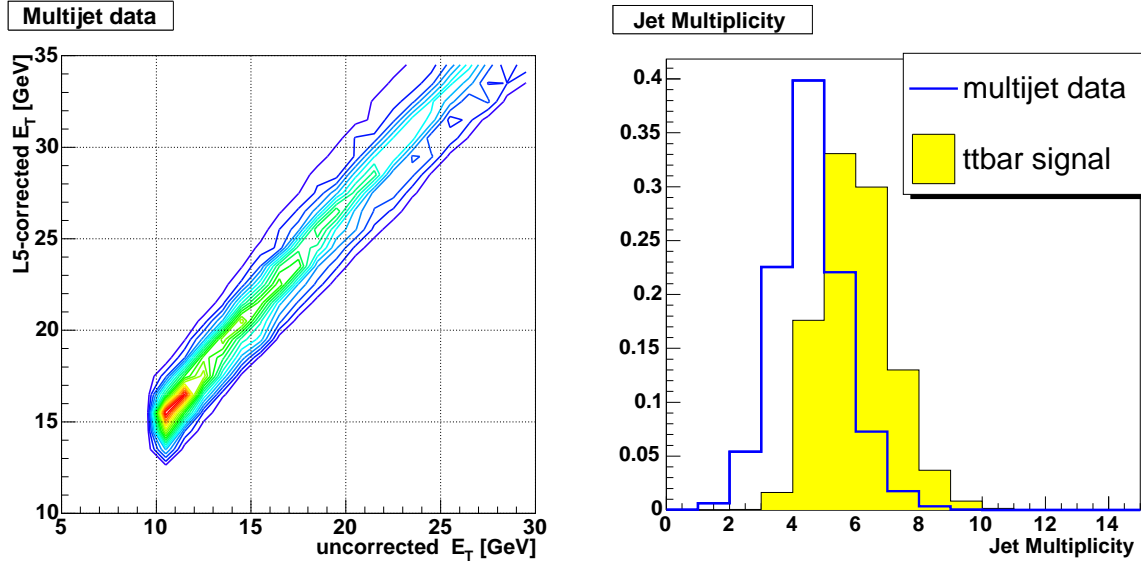 Multijet data
L5-corrected E_T [GeV]
35
30
25
20
15
10
5 10 15 20 25 30
uncorrected E_T [GeV]
Jet Multiplicity
multijet data
ttbar signal
0.4
0.35
0.3
0.25
0.2
0.15
0.1
0.05
0
0 2 4 6 8 10 12 14
Jet Multiplicity